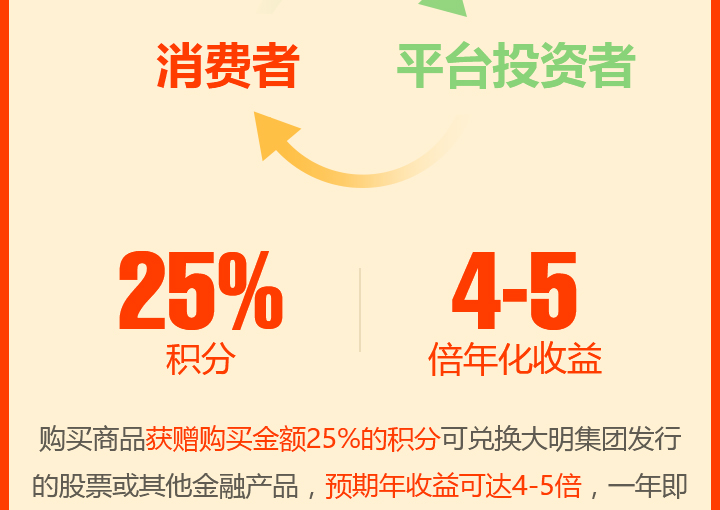 消费者 平台投资者
25% 4-5
积分 倍年化收益
购买商品获赠购买金额25%的积分可兑换大明集团发行
的股票或其他金融产品，预期年收益可达4-5倍，一年即